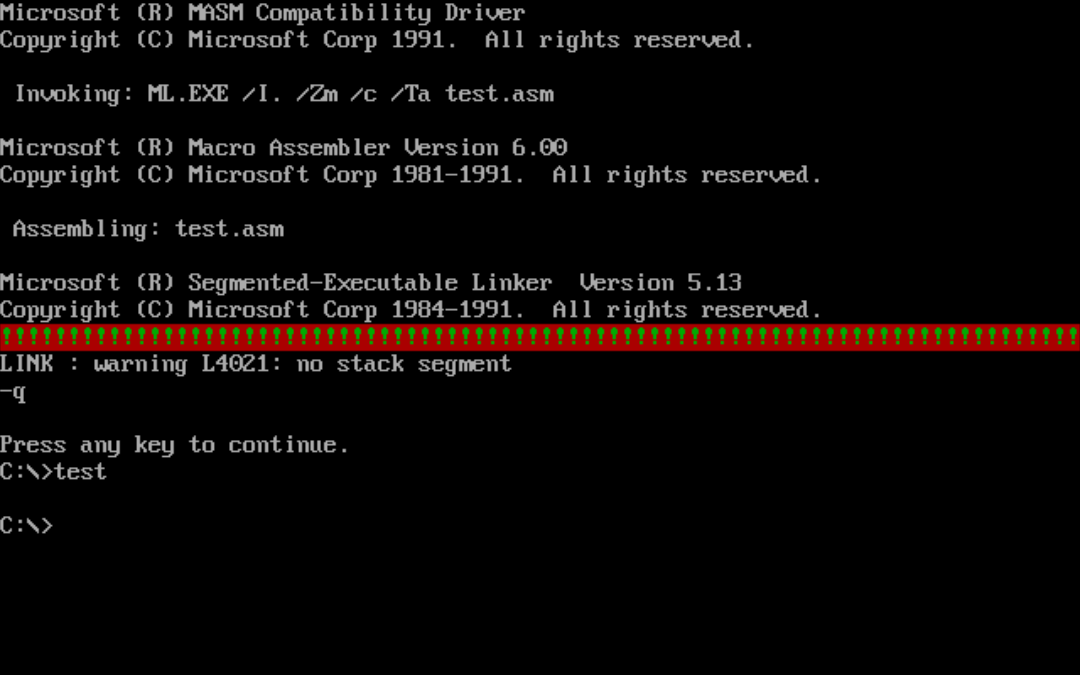 Microsoft (R) MASM Compatibility Driver
Copyright (C) Microsoft Corp 1991.  All rights reserved.
Invoking: ML.EXE /I. /Zm /c /Ta test.asm
Microsoft (R) Macro Assembler Version 6.00
Copyright (C) Microsoft Corp 1981-1991.  All rights reserved.
Assembling: test.asm
Microsoft (R) Segmented-Executable Linker  Version 5.13
Copyright (C) Microsoft Corp 1984-1991.  All rights reserved.
!!!!!!!!!!!!!!!!!!!!!!!!!!!!!!!!!!!!!!!!!!!!!!!!!!!!!!!!!!!!!!!!!!!!!!!!!!!!!!!!
LINK : warning L4021: no stack segment
-q
Press any key to continue.
C:\>test
C:\>